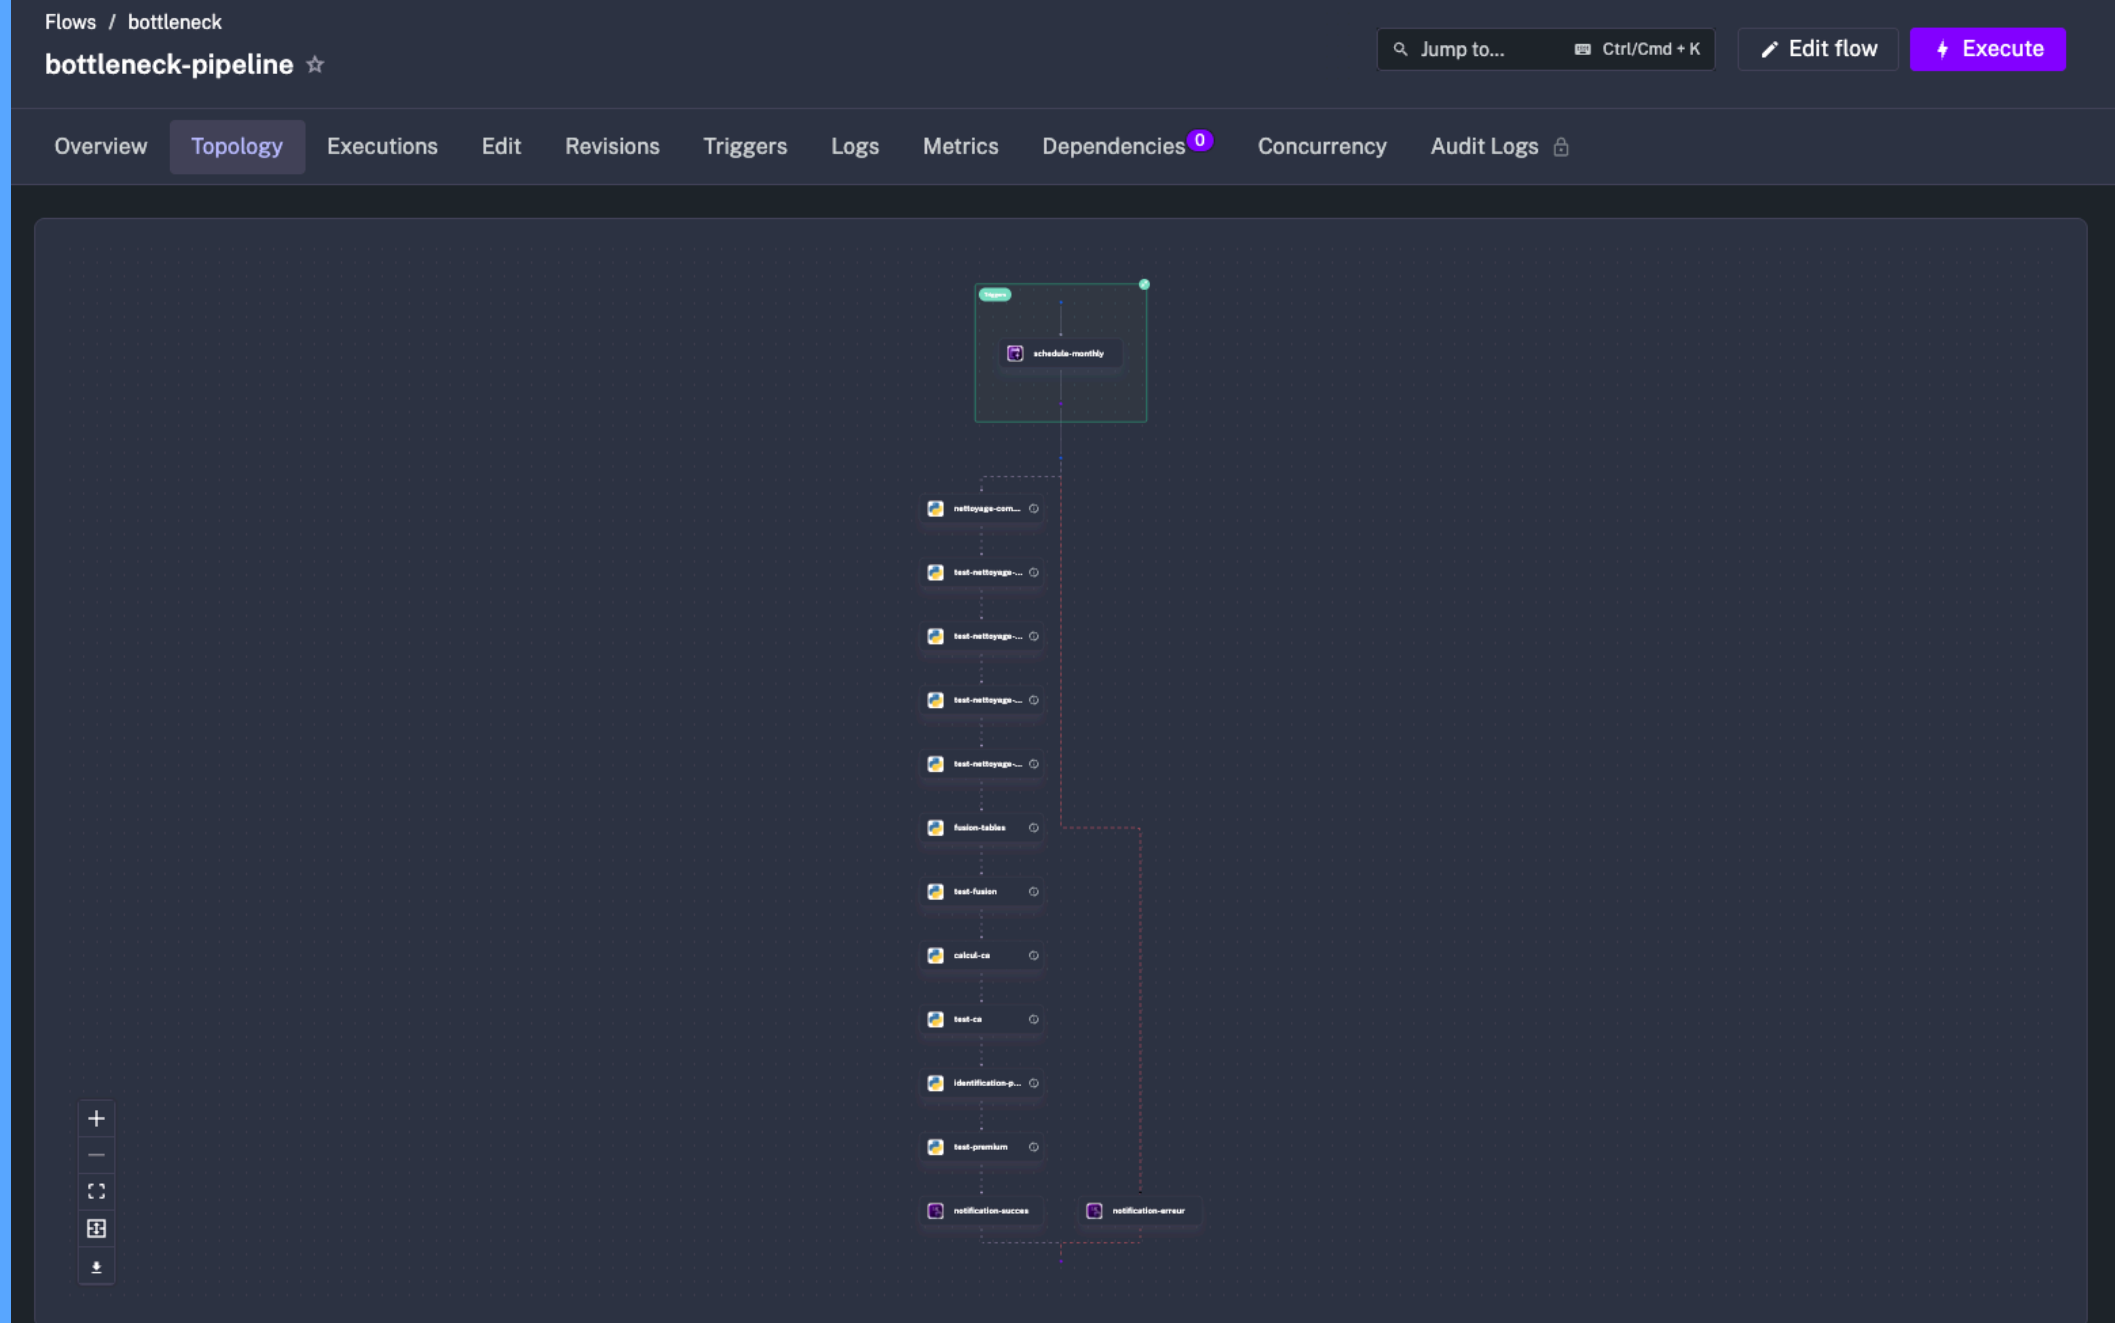 Flows / bottleneck
bottleneck-pipeline
Jump to...
Ctrl/Cmd + K
Edit flow
Execute
Overview
Topology
Executions
Edit
Revisions
Triggers
Logs
Metrics
Dependencies 0
Concurrency
Audit Logs
Triggers
schedule-monthly
nettoyage-com...
test-nettoyage-...
test-nettoyage-...
test-nettoyage-...
test-nettoyage-...
fusion-tables
test-fusion
calcul-ca
test-ca
identification-p...
test-premium
notification-succes
notification-erreur